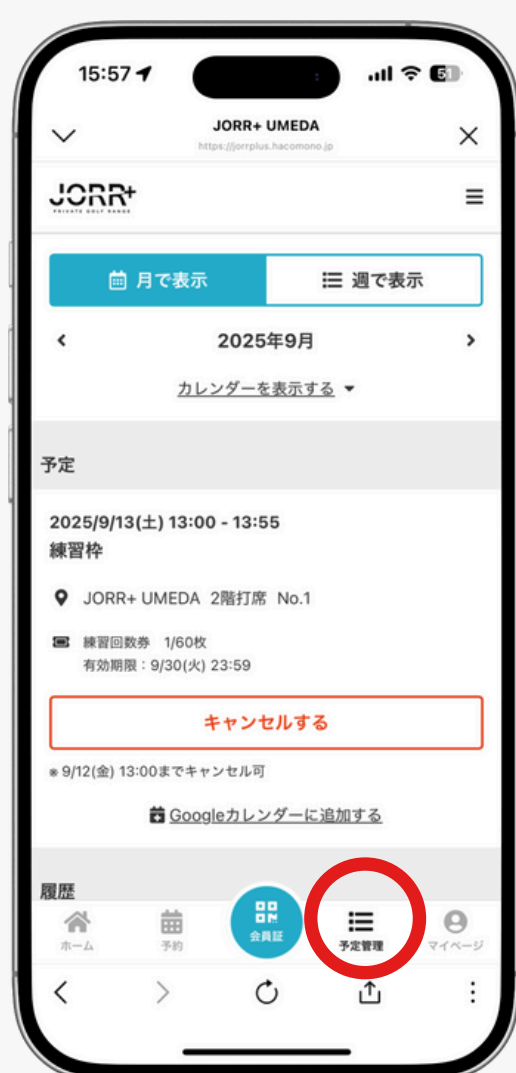 15:57
51
JORR+ UMEDA
https://jorrplus.hacomono.jp
JORR+
PRIVATE GOLF RANGE
月で表示
週で表示
2025年9月
カレンダーを表示する
予定
2025/9/13(土) 13:00 - 13:55
練習枠
JORR+ UMEDA 2階打席 No.1
練習回数券 1/60枚
有効期限：9/30(火) 23:59
キャンセルする
※ 9/12(金) 13:00までキャンセル可
Googleカレンダーに追加する
履歴
ホーム
予約
会員証
予定管理
マイページ